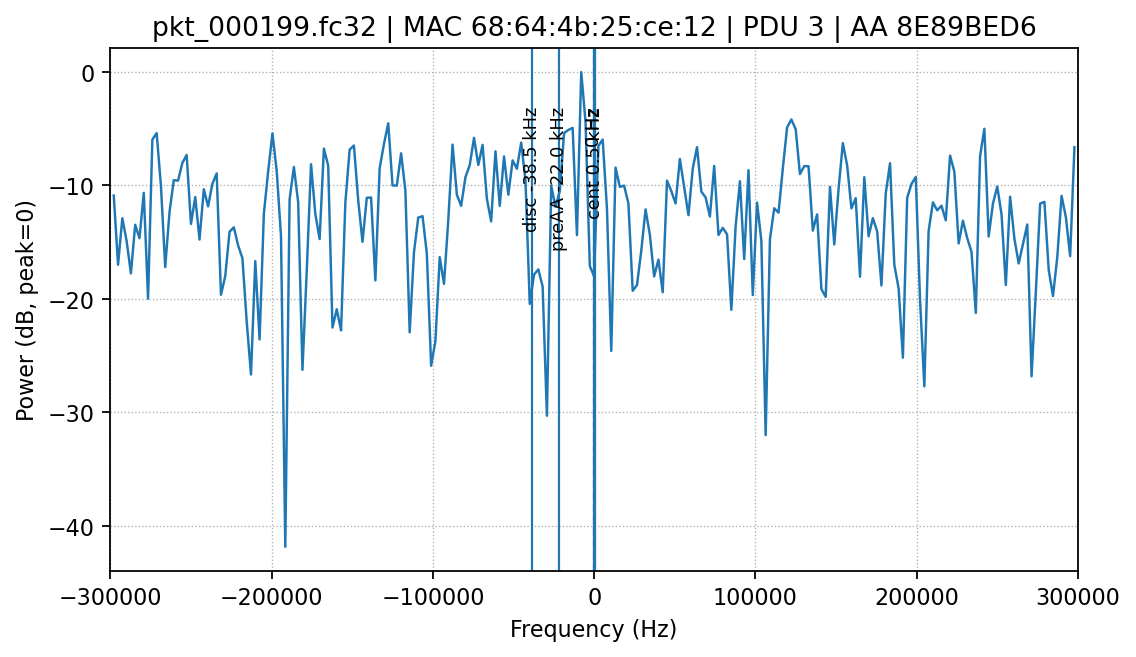 pkt_000199.fc32 | MAC 68:64:4b:25:ce:12 | PDU 3 | AA 8E89BED6
Power (dB, peak=0)
0
−10
−20
−30
−40
disc -38.5 kHz
preAA -22.0 kHz
cent 0.50kHz
−300000
−200000
−100000
0
100000
200000
300000
Frequency (Hz)